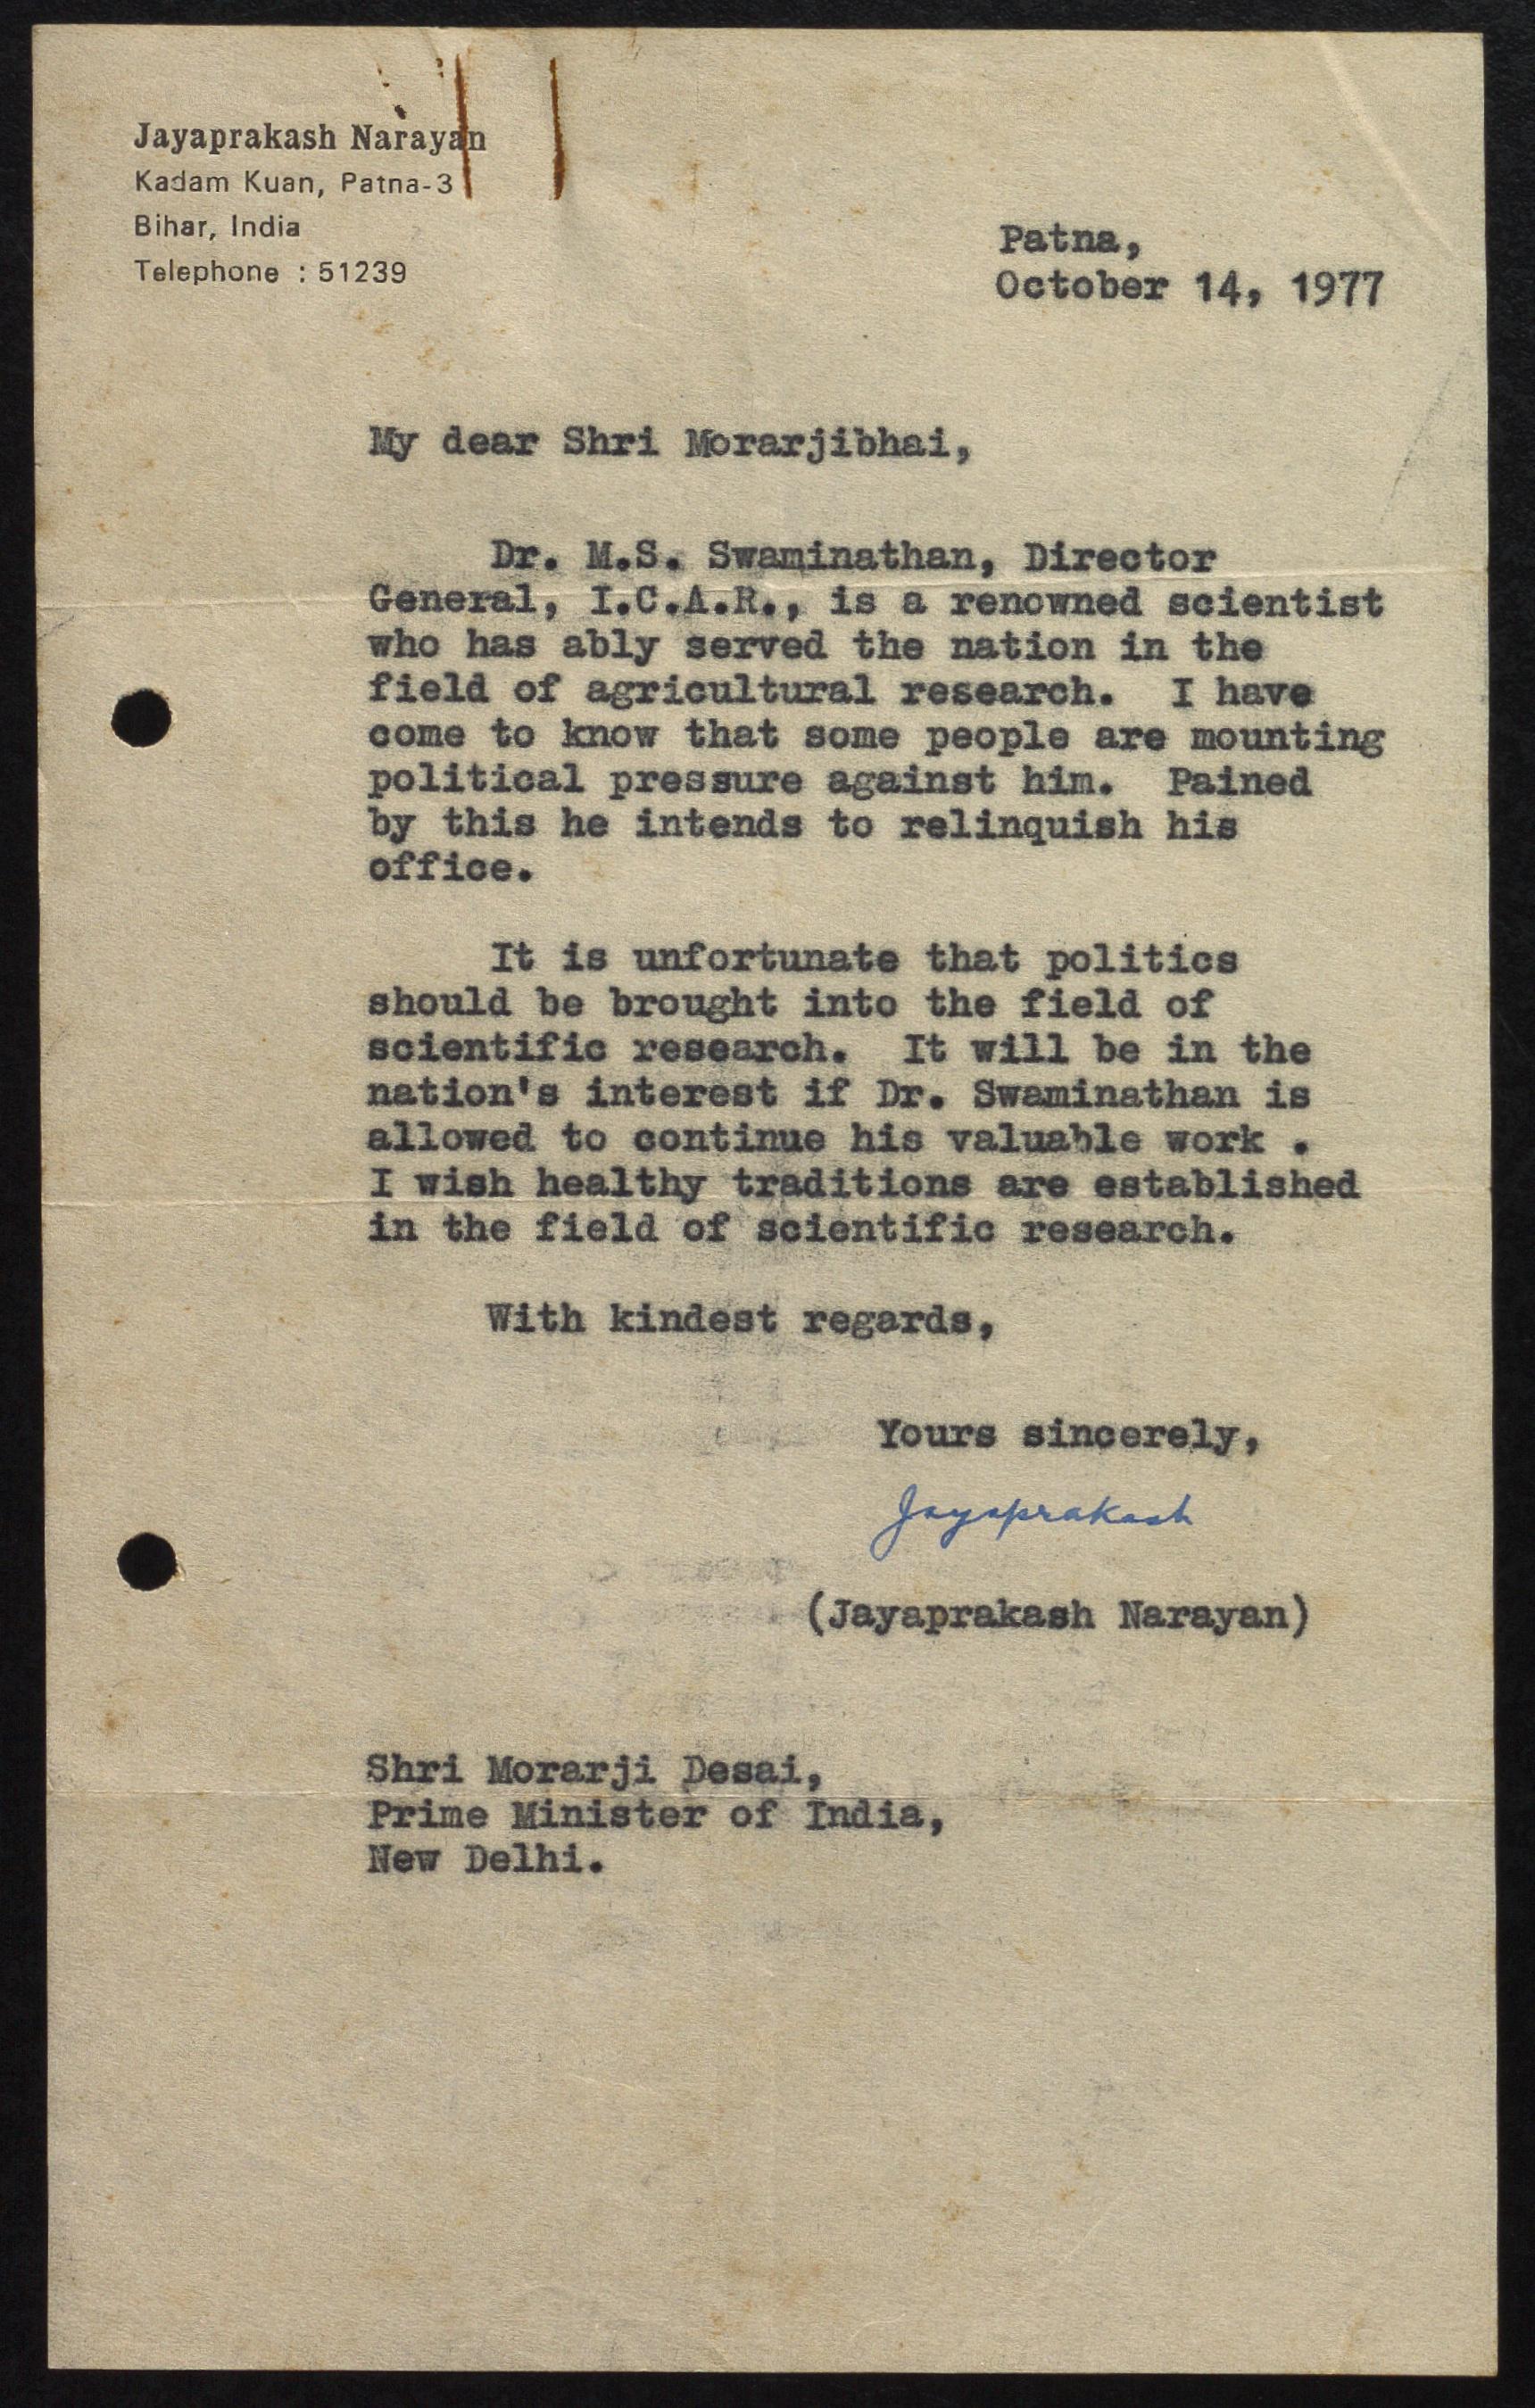 Jayaprakash Narayan
Kadam Kuan, Patna-3
Bihar, India
Telephone : 51239
Patna,
October 14, 1977
My dear Shri Morarjibhai,
Dr. M.S. Swaminathan, Director
General, I.C.A.R., is a renowned scientist
who has ably served the nation in the
field of agricultural research. I have
come to know that some people are mounting
political pressure against him. Pained
by this he intends to relinquish his
office.
It is unfortunate that politics
should be brought into the field of
scientific research. It will be in the
nation's interest if Dr. Swaminathan is
allowed to continue his valuable work .
I wish healthy traditions are established
in the field of scientific research.
With kindest regards,
Yours sincerely,
Jayaprakash
(Jayaprakash Narayan)
Shri Morarji Desai,
Prime Minister of India,
New Delhi.